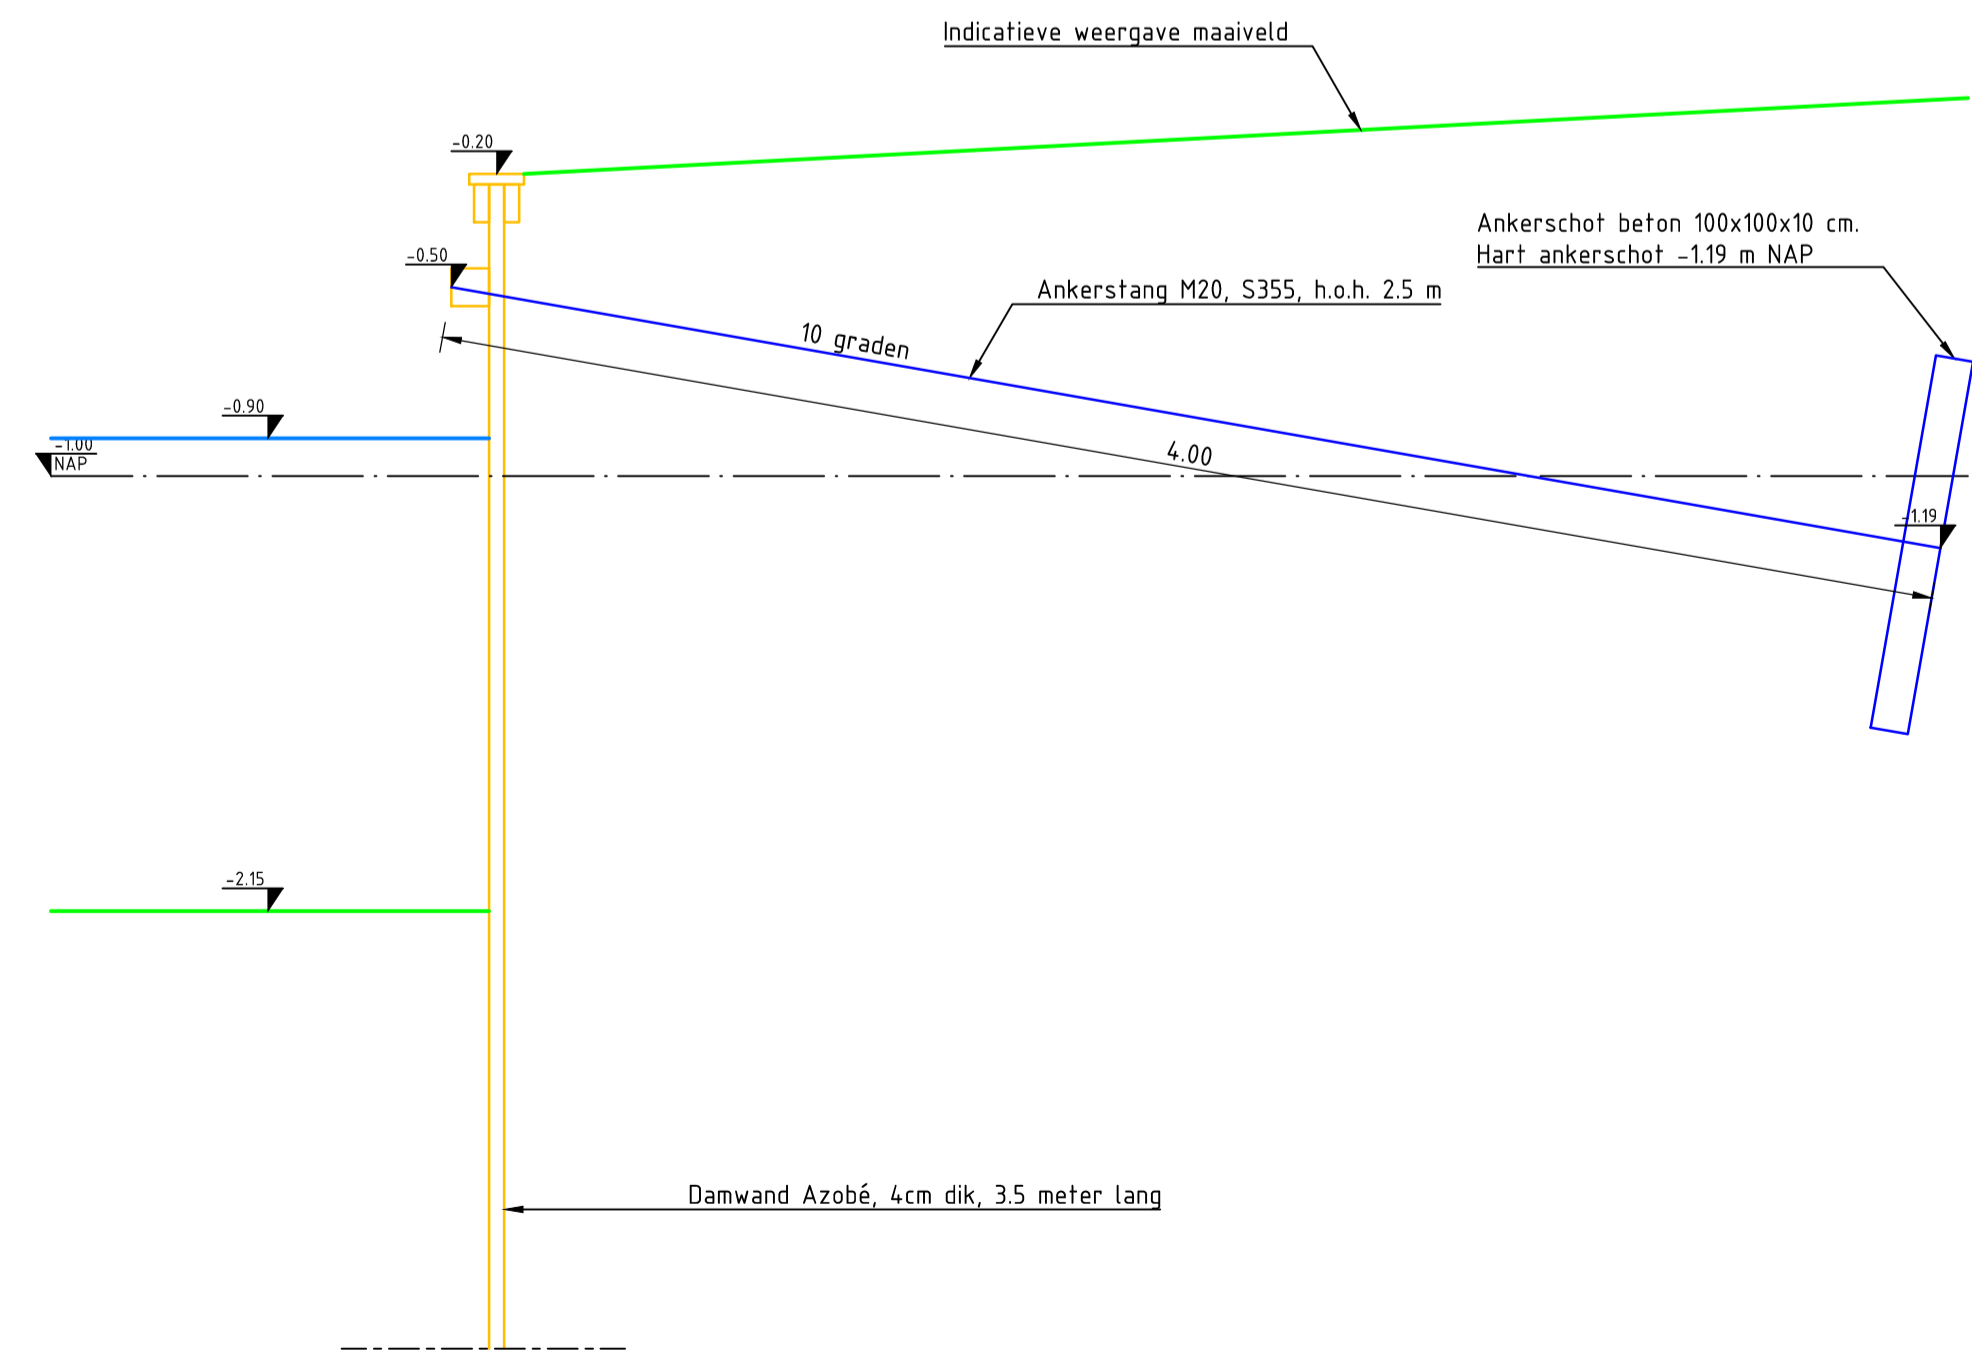 Indicatieve weergave maaiveld
-0.20
Ankerschot beton 100x100x10 cm.
Hart ankerschot -1.19 m NAP
-0.50
Ankerstang M20, S355, h.o.h. 2.5 m
10 graden
-0.90
-1.00
NAP
4.00
-1.19
-2.15
Damwand Azobé, 4cm dik, 3.5 meter lang